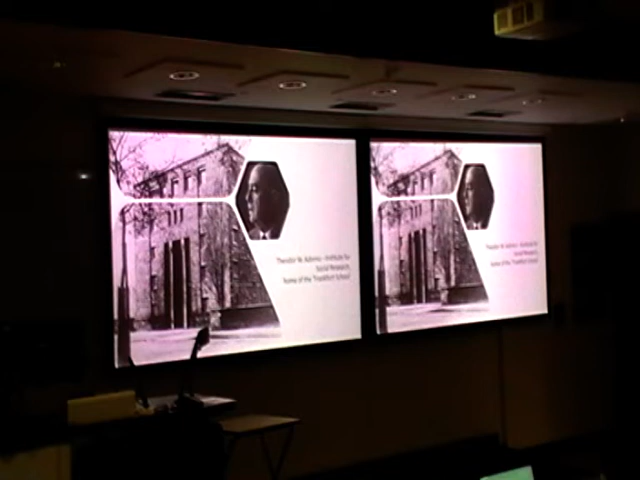 Theodor W. Adorno - Institute for
Social Research,
home of the 'Frankfurt School'
Theodor W. Adorno - Institute for
Social Research,
home of the 'Frankfurt School'